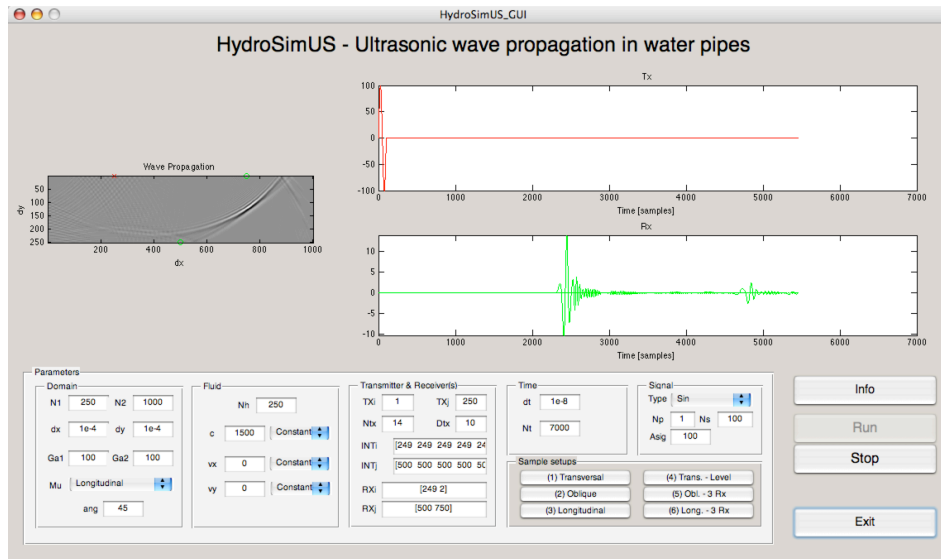 HydroSimUS_GUI
HydroSimUS - Ultrasonic wave propagation in water pipes
Tx
100
50
0
-50
-100
0 1000 2000 3000 4000 5000 6000 7000
Time [samples]
Wave Propagation
dy
50
100
150
200
250
200 400 600 800 1000
dx
Rx
10
5
0
-5
-10
0 1000 2000 3000 4000 5000 6000 7000
Time [samples]
Parameters
Domain
N1 250 N2 1000
dx 1e-4 dy 1e-4
Ga1 100 Ga2 100
Mu Longitudinal
ang 45
Fluid
Nh 250
c 1500 Constant
vx 0 Constant
vy 0 Constant
Transmitter & Receiver(s)
TXi 1 TXj 250
Ntx 14 Dtx 10
INTi [249 249 249 249 24
INTj [500 500 500 500 50
RXi [249 2]
RXj [500 750]
Time
dt 1e-8
Nt 7000
Signal
Type Sin
Np 1 Ns 100
Asig 100
Sample setups
(1) Transversal (4) Trans. - Level
(2) Oblique (5) Obl. - 3 Rx
(3) Longitudinal (6) Long. - 3 Rx
Info
Run
Stop
Exit